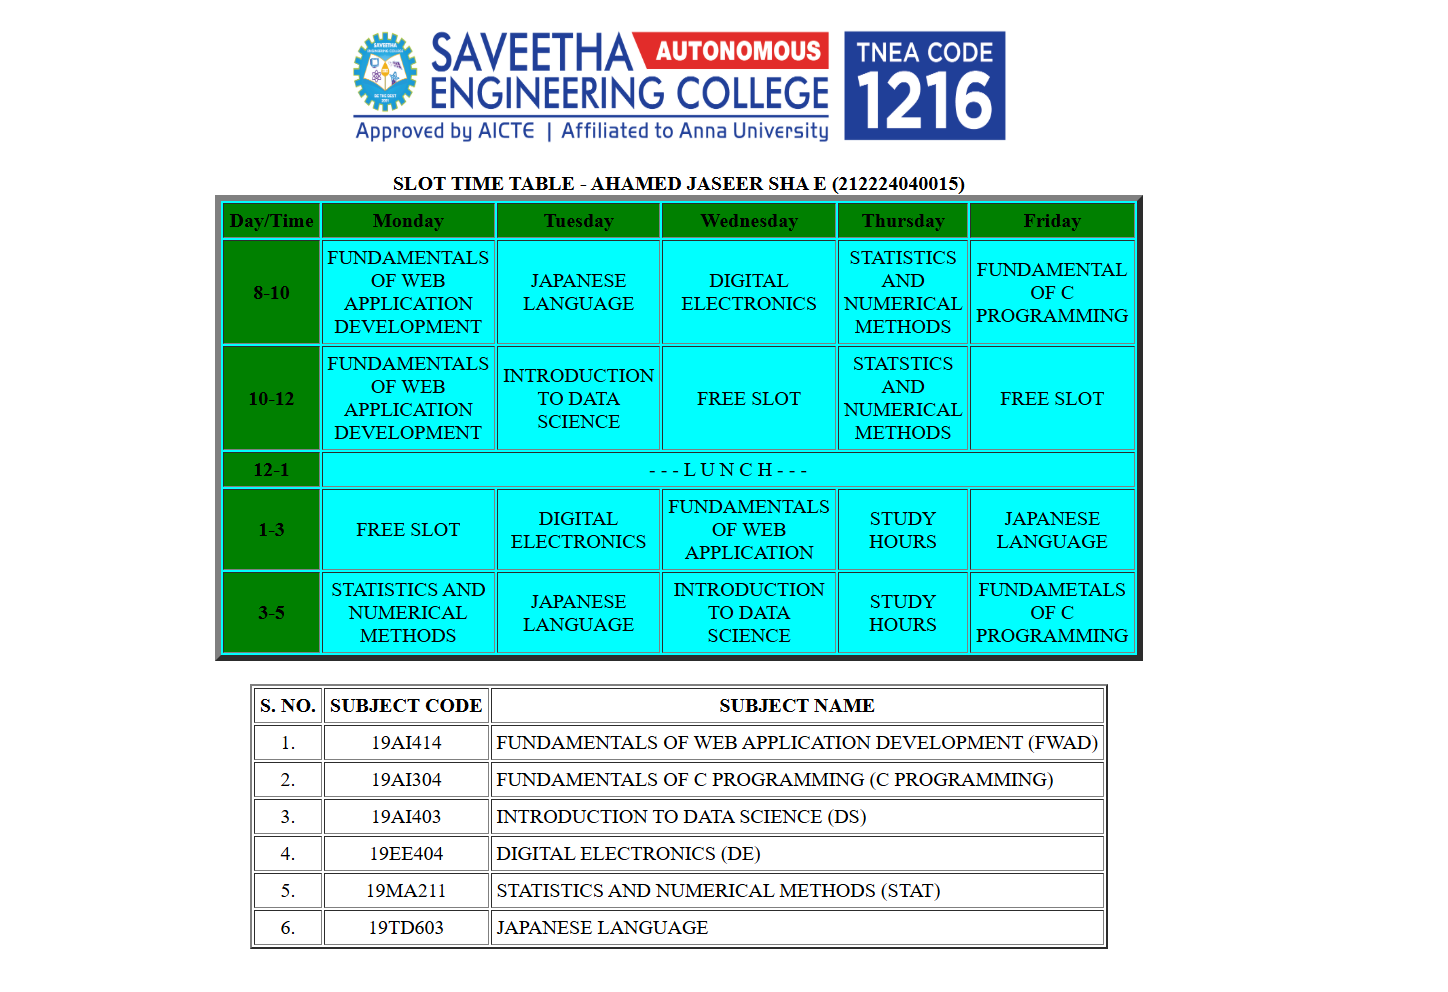 SAVEETHA AUTONOMOUS
ENGINEERING COLLEGE
Approved by AICTE | Affiliated to Anna University
TNEA CODE
1216
SLOT TIME TABLE - AHAMED JASEER SHA E (212224040015)
Day/Time Monday Tuesday Wednesday Thursday Friday
8-10
FUNDAMENTALS
OF WEB
APPLICATION
DEVELOPMENT
JAPANESE
LANGUAGE
DIGITAL
ELECTRONICS
STATISTICS
AND
NUMERICAL
METHODS
FUNDAMENTAL
OF C
PROGRAMMING
10-12
FUNDAMENTALS
OF WEB
APPLICATION
DEVELOPMENT
INTRODUCTION
TO DATA
SCIENCE
FREE SLOT
STATSTICS
AND
NUMERICAL
METHODS
FREE SLOT
12-1
- - - L U N C H - - -
1-3
FREE SLOT
DIGITAL
ELECTRONICS
FUNDAMENTALS
OF WEB
APPLICATION
STUDY
HOURS
JAPANESE
LANGUAGE
3-5
STATISTICS AND
NUMERICAL
METHODS
JAPANESE
LANGUAGE
INTRODUCTION
TO DATA
SCIENCE
STUDY
HOURS
FUNDAMETALS
OF C
PROGRAMMING
S. NO. SUBJECT CODE SUBJECT NAME
1. 19AI414 FUNDAMENTALS OF WEB APPLICATION DEVELOPMENT (FWAD)
2. 19AI304 FUNDAMENTALS OF C PROGRAMMING (C PROGRAMMING)
3. 19AI403 INTRODUCTION TO DATA SCIENCE (DS)
4. 19EE404 DIGITAL ELECTRONICS (DE)
5. 19MA211 STATISTICS AND NUMERICAL METHODS (STAT)
6. 19TD603 JAPANESE LANGUAGE